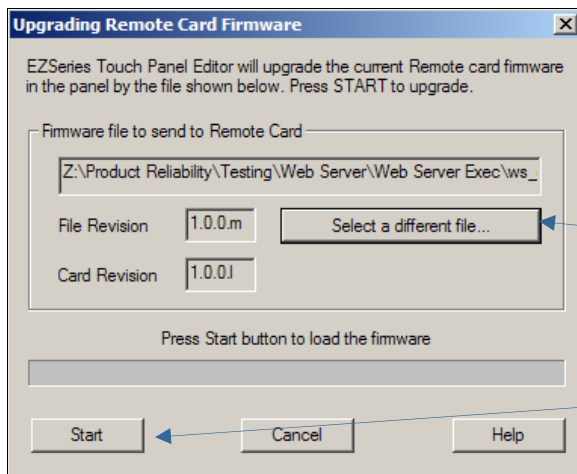 Upgrading Remote Card Firmware
EZSeries Touch Panel Editor will upgrade the current Remote card firmware
in the panel by the file shown below. Press START to upgrade.
Firmware file to send to Remote Card
Z:\Product Reliability\Testing\Web Server\Web Server Exec\ws_
File Revision 1.0.0.m Select a different file...
Card Revision 1.0.0.l
Press Start button to load the firmware
Start Cancel Help